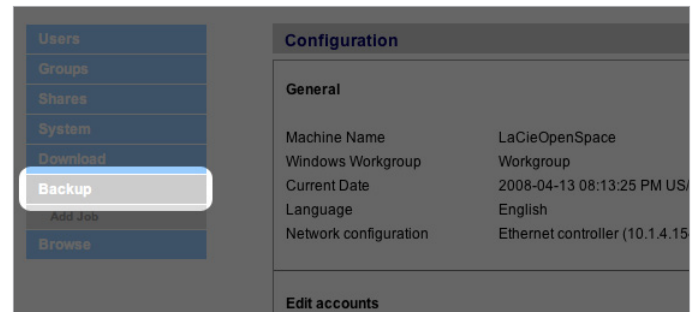 Users
Groups
Shares
System
Download
Backup
Add Job
Browse
Configuration
General
Machine Name LaCieOpenSpace
Windows Workgroup Workgroup
Current Date 2008-04-13 08:13:25 PM US/
Language English
Network configuration Ethernet controller (10.1.4.15
Edit accounts